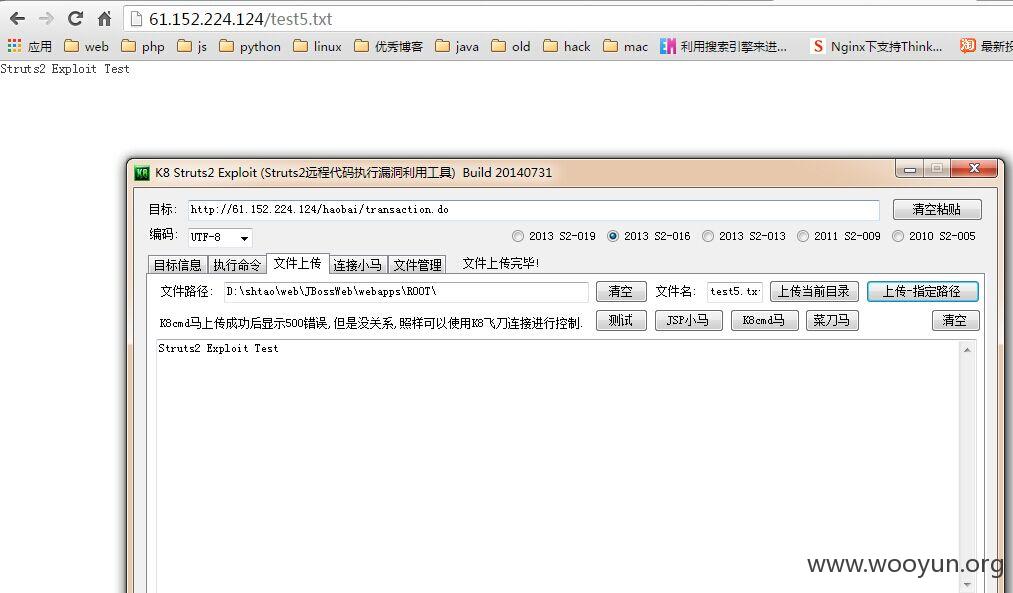 61.152.224.124/test5.txt
应用 web php js python linux 优秀博客 java old hack mac 利用搜索引擎来进... Nginx下支持Think... 最新投
Struts2 Exploit Test
K8 Struts2 Exploit (Struts2远程代码执行漏洞利用工具) Build 20140731
目标: http://61.152.224.124/haobai/transaction.do 清空粘贴
编码: UTF-8 2013 S2-019 2013 S2-016 2013 S2-013 2011 S2-009 2010 S2-005
目标信息 执行命令 文件上传 连接小马 文件管理 文件上传完毕!
文件路径: D:\shtao\web\JBossWeb\webapps\ROOT\ 清空 文件名: test5.tx 上传当前目录 上传-指定路径
K8cmd马上传成功后显示500错误,但是没关系,照样可以使用K8飞刀连接进行控制. 测试 JSP小马 K8cmd马 菜刀马 清空
Struts2 Exploit Test
www.wooyun.org